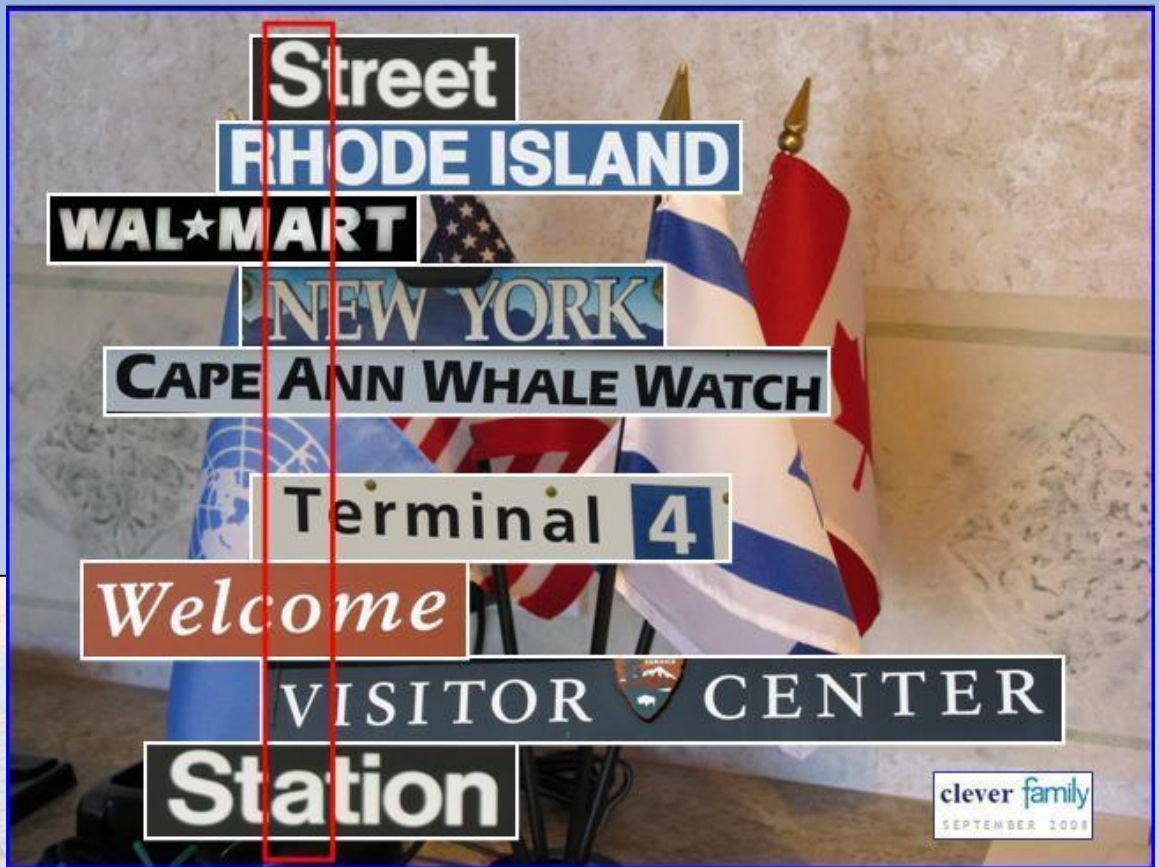 Street
RHODE ISLAND
WAL★MART
NEW YORK
CAPE ANN WHALE WATCH
Terminal 4
Welcome
VISITOR CENTER
Station
clever family
SEPTEMBER 2008